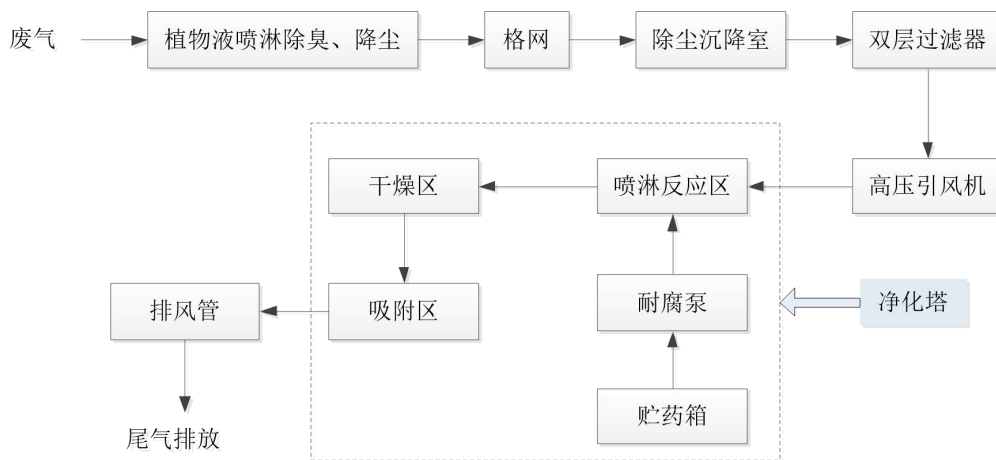 废气
植物液喷淋除臭、降尘
格网
除尘沉降室
双层过滤器
干燥区
喷淋反应区
高压引风机
排风管
吸附区
耐腐泵
净化塔
贮药箱
尾气排放